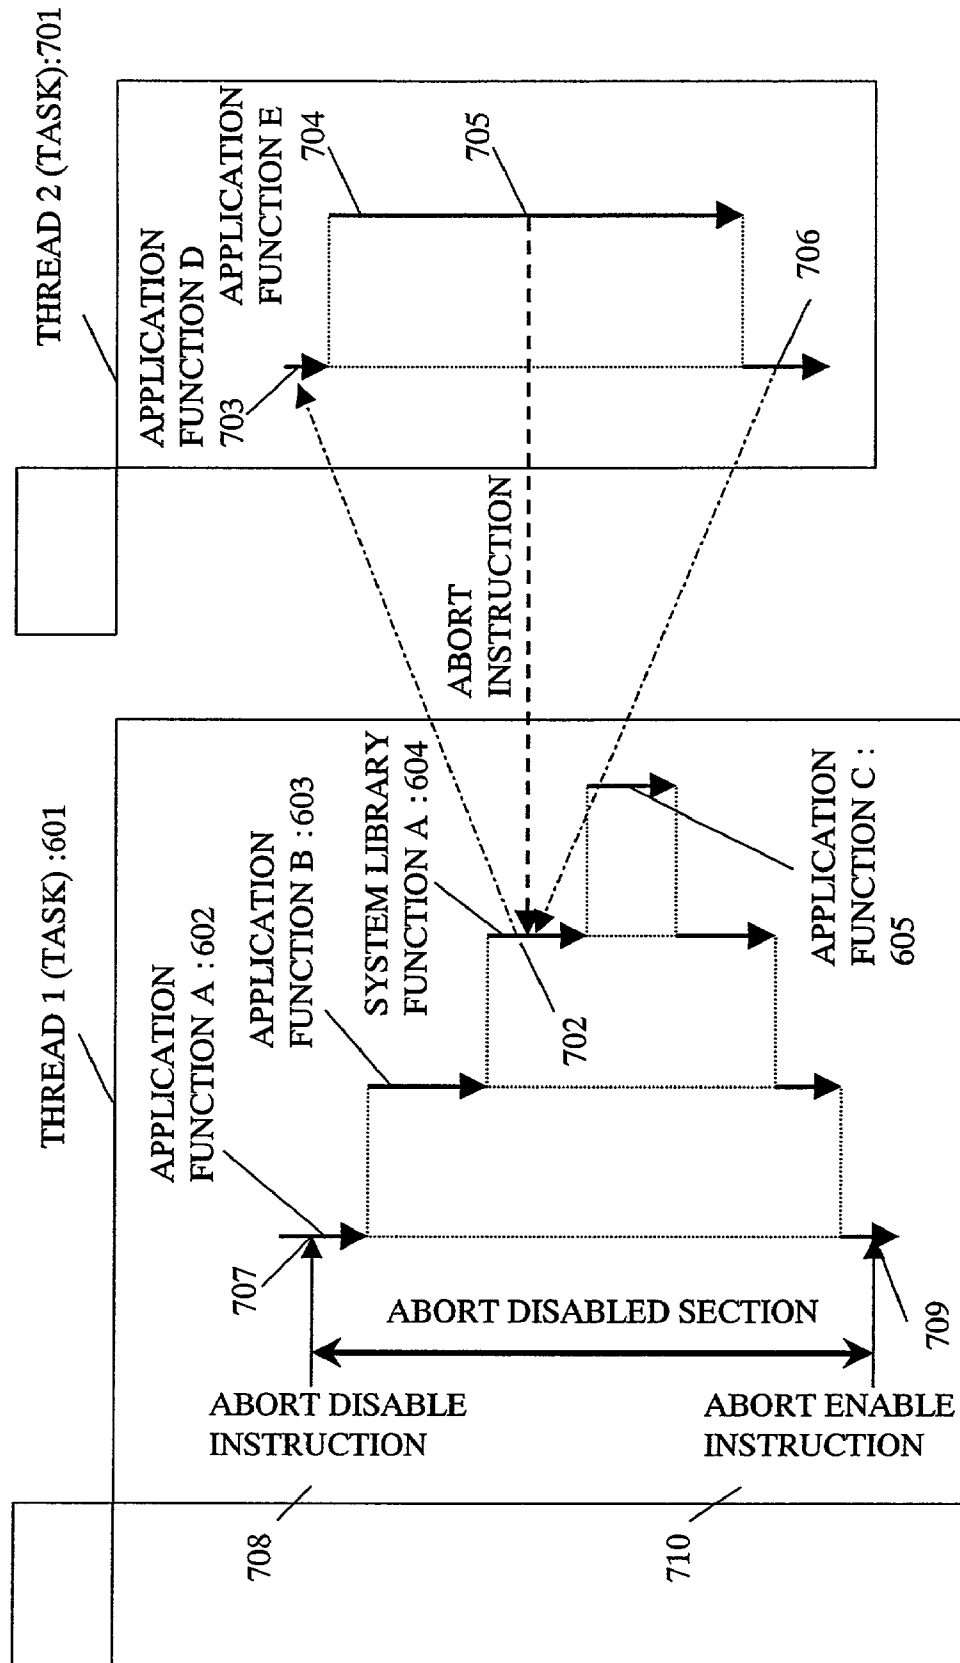 THREAD 1 (TASK) :601
APPLICATION
FUNCTION A : 602
APPLICATION
FUNCTION B : 603
SYSTEM LIBRARY
FUNCTION A : 604
707
702
ABORT DISABLED SECTION
ABORT DISABLE
INSTRUCTION
708
ABORT ENABLE
INSTRUCTION
710
709
APPLICATION
FUNCTION C :
605
ABORT
INSTRUCTION
THREAD 2 (TASK):701
APPLICATION
FUNCTION D
703
APPLICATION
FUNCTION E
704
705
706